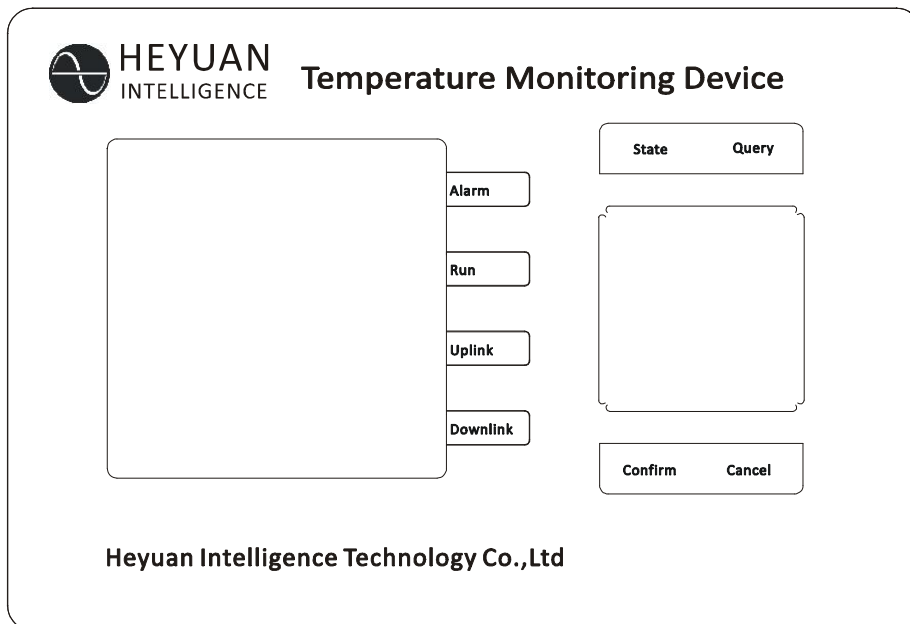 HEYUAN
INTELLIGENCE
Temperature Monitoring Device
State Query
Alarm
Run
Uplink
Downlink
Confirm Cancel
Heyuan Intelligence Technology Co.,Ltd